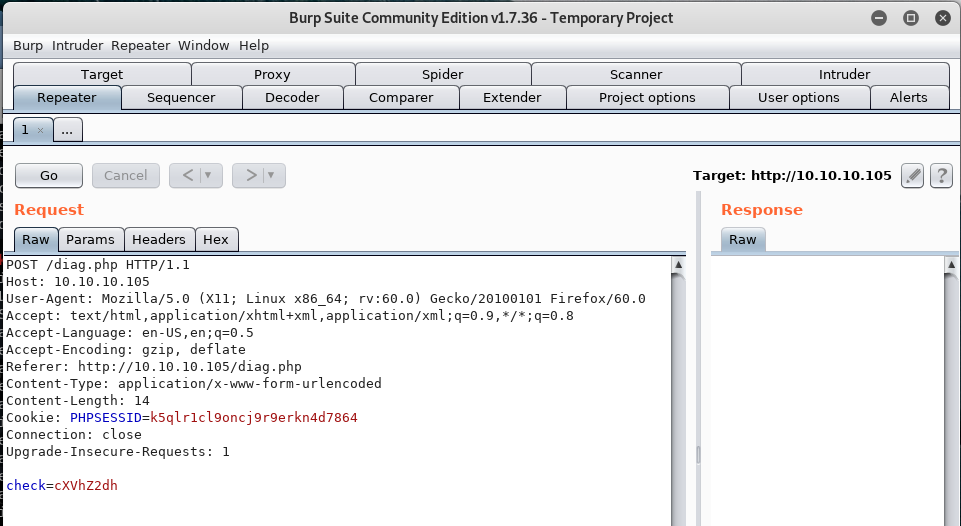 Burp Suite Community Edition v1.7.36 - Temporary Project
Burp Intruder Repeater Window Help
Target Proxy Spider Scanner Intruder
Repeater Sequencer Decoder Comparer Extender Project options User options Alerts
1 × ...
Go Cancel < ▼ > ▼ Target: http://10.10.10.105 ?
Request Response
Raw Params Headers Hex Raw
POST /diag.php HTTP/1.1
Host: 10.10.10.105
User-Agent: Mozilla/5.0 (X11; Linux x86_64; rv:60.0) Gecko/20100101 Firefox/60.0
Accept: text/html,application/xhtml+xml,application/xml;q=0.9,*/*;q=0.8
Accept-Language: en-US,en;q=0.5
Accept-Encoding: gzip, deflate
Referer: http://10.10.10.105/diag.php
Content-Type: application/x-www-form-urlencoded
Content-Length: 14
Cookie: PHPSESSID=k5qlr1cl9oncj9r9erkn4d7864
Connection: close
Upgrade-Insecure-Requests: 1
check=cXVhZ2dh